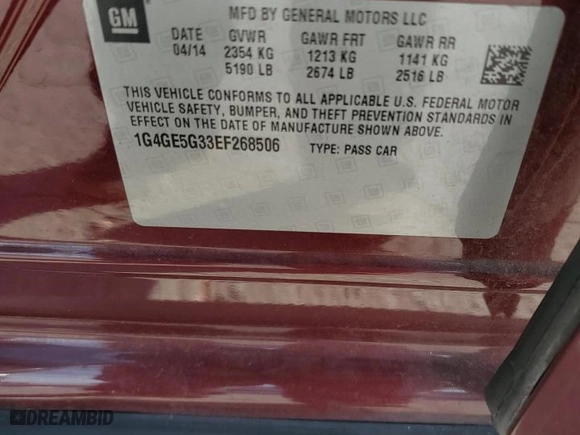 GM
MFD BY GENERAL MOTORS LLC
DATE GVWR GAWR FRT GAWR RR
04/14 2354 KG 1213 KG 1141 KG
5190 LB 2674 LB 2516 LB
THIS VEHICLE CONFORMS TO ALL APPLICABLE U.S. FEDERAL MOTOR
VEHICLE SAFETY, BUMPER, AND THEFT PREVENTION STANDARDS IN
EFFECT ON THE DATE OF MANUFACTURE SHOWN ABOVE.
1G4GE5G33EF268506 TYPE: PASS CAR
DREAMBID